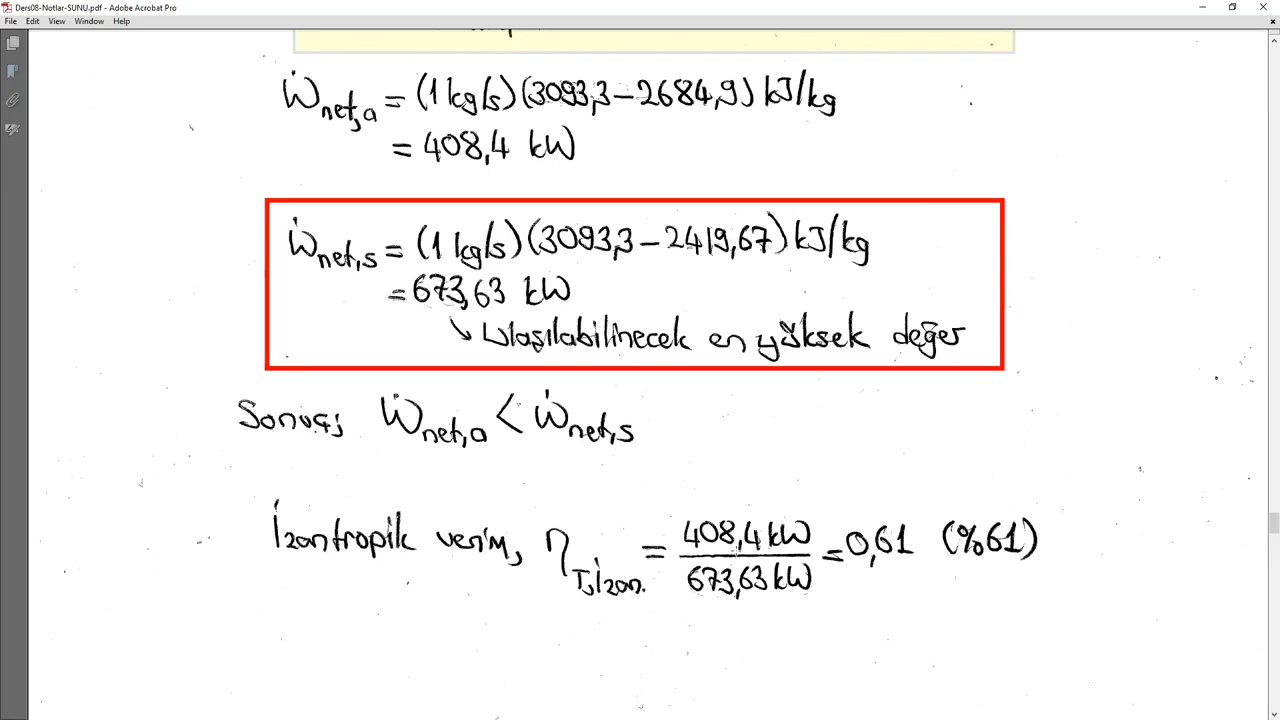 Ders08-Notlar-SUNU.pdf - Adobe Acrobat Pro
File Edit View Window Help
Ẇnet,a = (1 kg/s)(3093,3-2684,9) kJ/kg
= 408,4 kW
Ẇnet,s = (1 kg/s)(3093,3-2419,67) kJ/kg
= 673,63 kW
↘ Ulaşılabilinecek en yüksek değer
Sonuç; Ẇnet,a < Ẇnet,s
İzantropik verim, ηT,İzan. = 408,4 kW / 673,63 kW = 0,61 (%61)